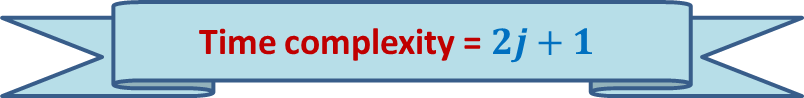 Time complexity = 2j + 1